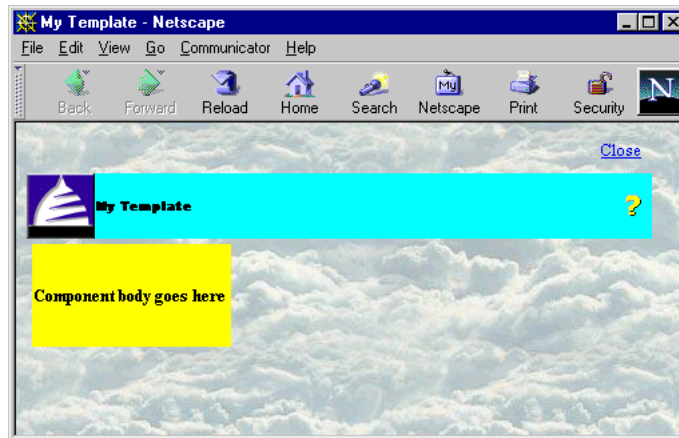 My Template - Netscape
File Edit View Go Communicator Help
My
N
Back Forward Reload Home Search Netscape Print Security
Close
My Template ?
Component body goes here